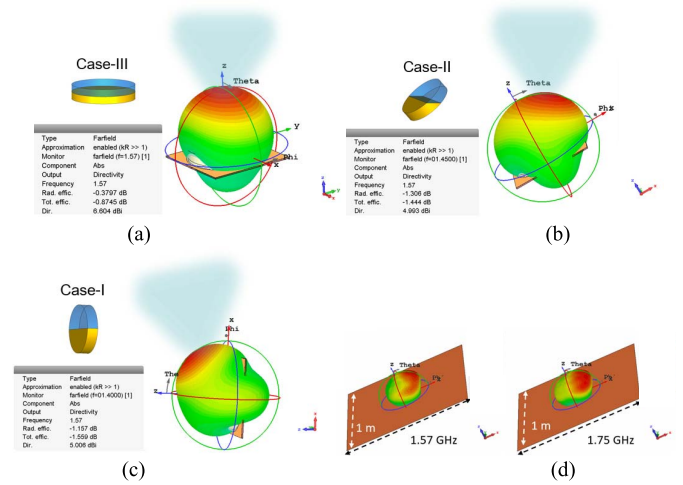 (a)
Case-III
z
Theta
y
Phi
x
Type Farfield
Approximation enabled (kR >> 1)
Monitor farfield (f=1.57) [1]
Component Abs
Output Directivity
Frequency 1.57
Rad. effic. -0.3797 dB
Tot. effic. -0.8745 dB
Dir. 6.604 dBi
(a)
Case-II
z
Theta
Phi
x
Type Farfield
Approximation enabled (kR >> 1)
Monitor farfield (f=01.4500) [1]
Component Abs
Output Directivity
Frequency 1.57
Rad. effic. -1.306 dB
Tot. effic. -1.444 dB
Dir. 4.993 dBi
(b)
Case-I
x
Phi
The
z
Type Farfield
Approximation enabled (kR >> 1)
Monitor farfield (f=01.4000) [1]
Component Abs
Output Directivity
Frequency 1.57
Rad. effic. -1.157 dB
Tot. effic. -1.559 dB
Dir. 5.006 dBi
(c)
z
Theta
1 m
1.57 GHz
z
Theta
1 m
1.75 GHz
(d)